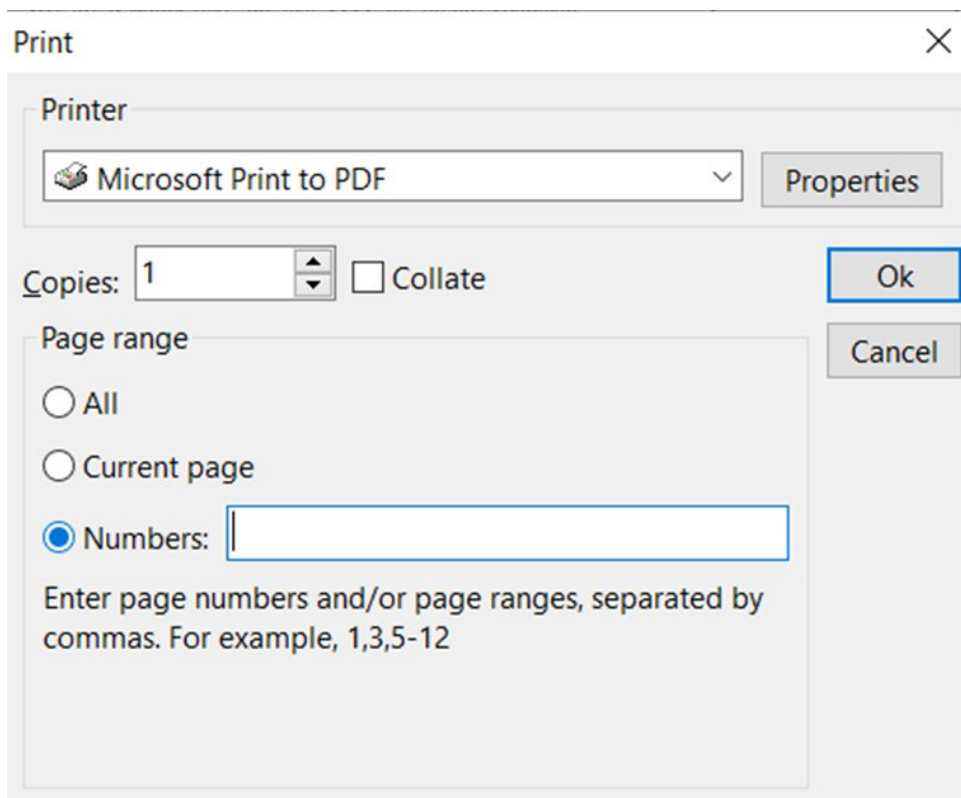 Print
Printer
Microsoft Print to PDF
Properties
Copies: 1
Collate
Ok
Page range
Cancel
All
Current page
Numbers:
Enter page numbers and/or page ranges, separated by
commas. For example, 1,3,5-12